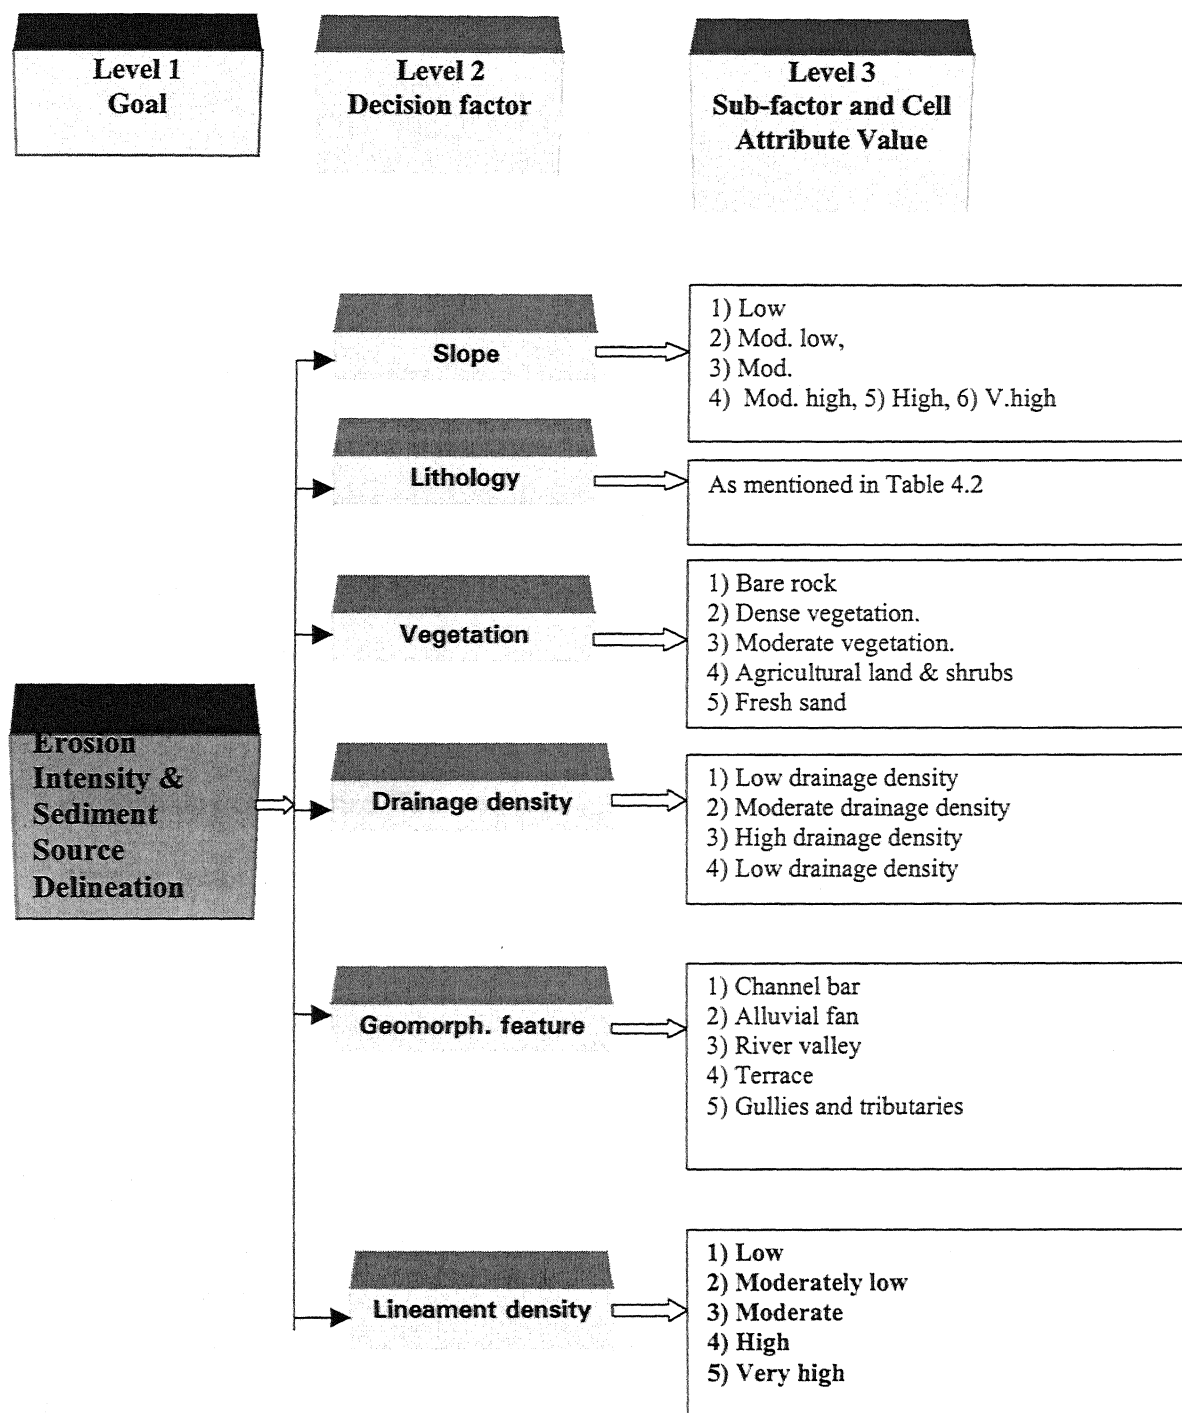 Level 1
Goal
Level 2
Decision factor
Level 3
Sub-factor and Cell
Attribute Value
Slope
1) Low
2) Mod. low,
3) Mod.
4) Mod. high, 5) High, 6) V.high
Lithology
As mentioned in Table 4.2
Vegetation
1) Bare rock
2) Dense vegetation.
3) Moderate vegetation.
4) Agricultural land & shrubs
5) Fresh sand
Erosion
Intensity &
Sediment
Source
Delineation
Drainage density
1) Low drainage density
2) Moderate drainage density
3) High drainage density
4) Low drainage density
Geomorph. feature
1) Channel bar
2) Alluvial fan
3) River valley
4) Terrace
5) Gullies and tributaries
Lineament density
1) Low
2) Moderately low
3) Moderate
4) High
5) Very high